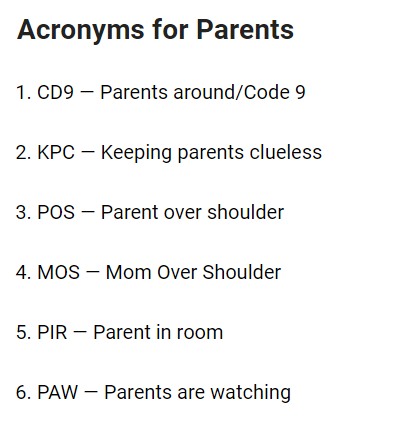 Acronyms for Parents
1. CD9 — Parents around/Code 9
2. KPC — Keeping parents clueless
3. POS — Parent over shoulder
4. MOS — Mom Over Shoulder
5. PIR — Parent in room
6. PAW — Parents are watching